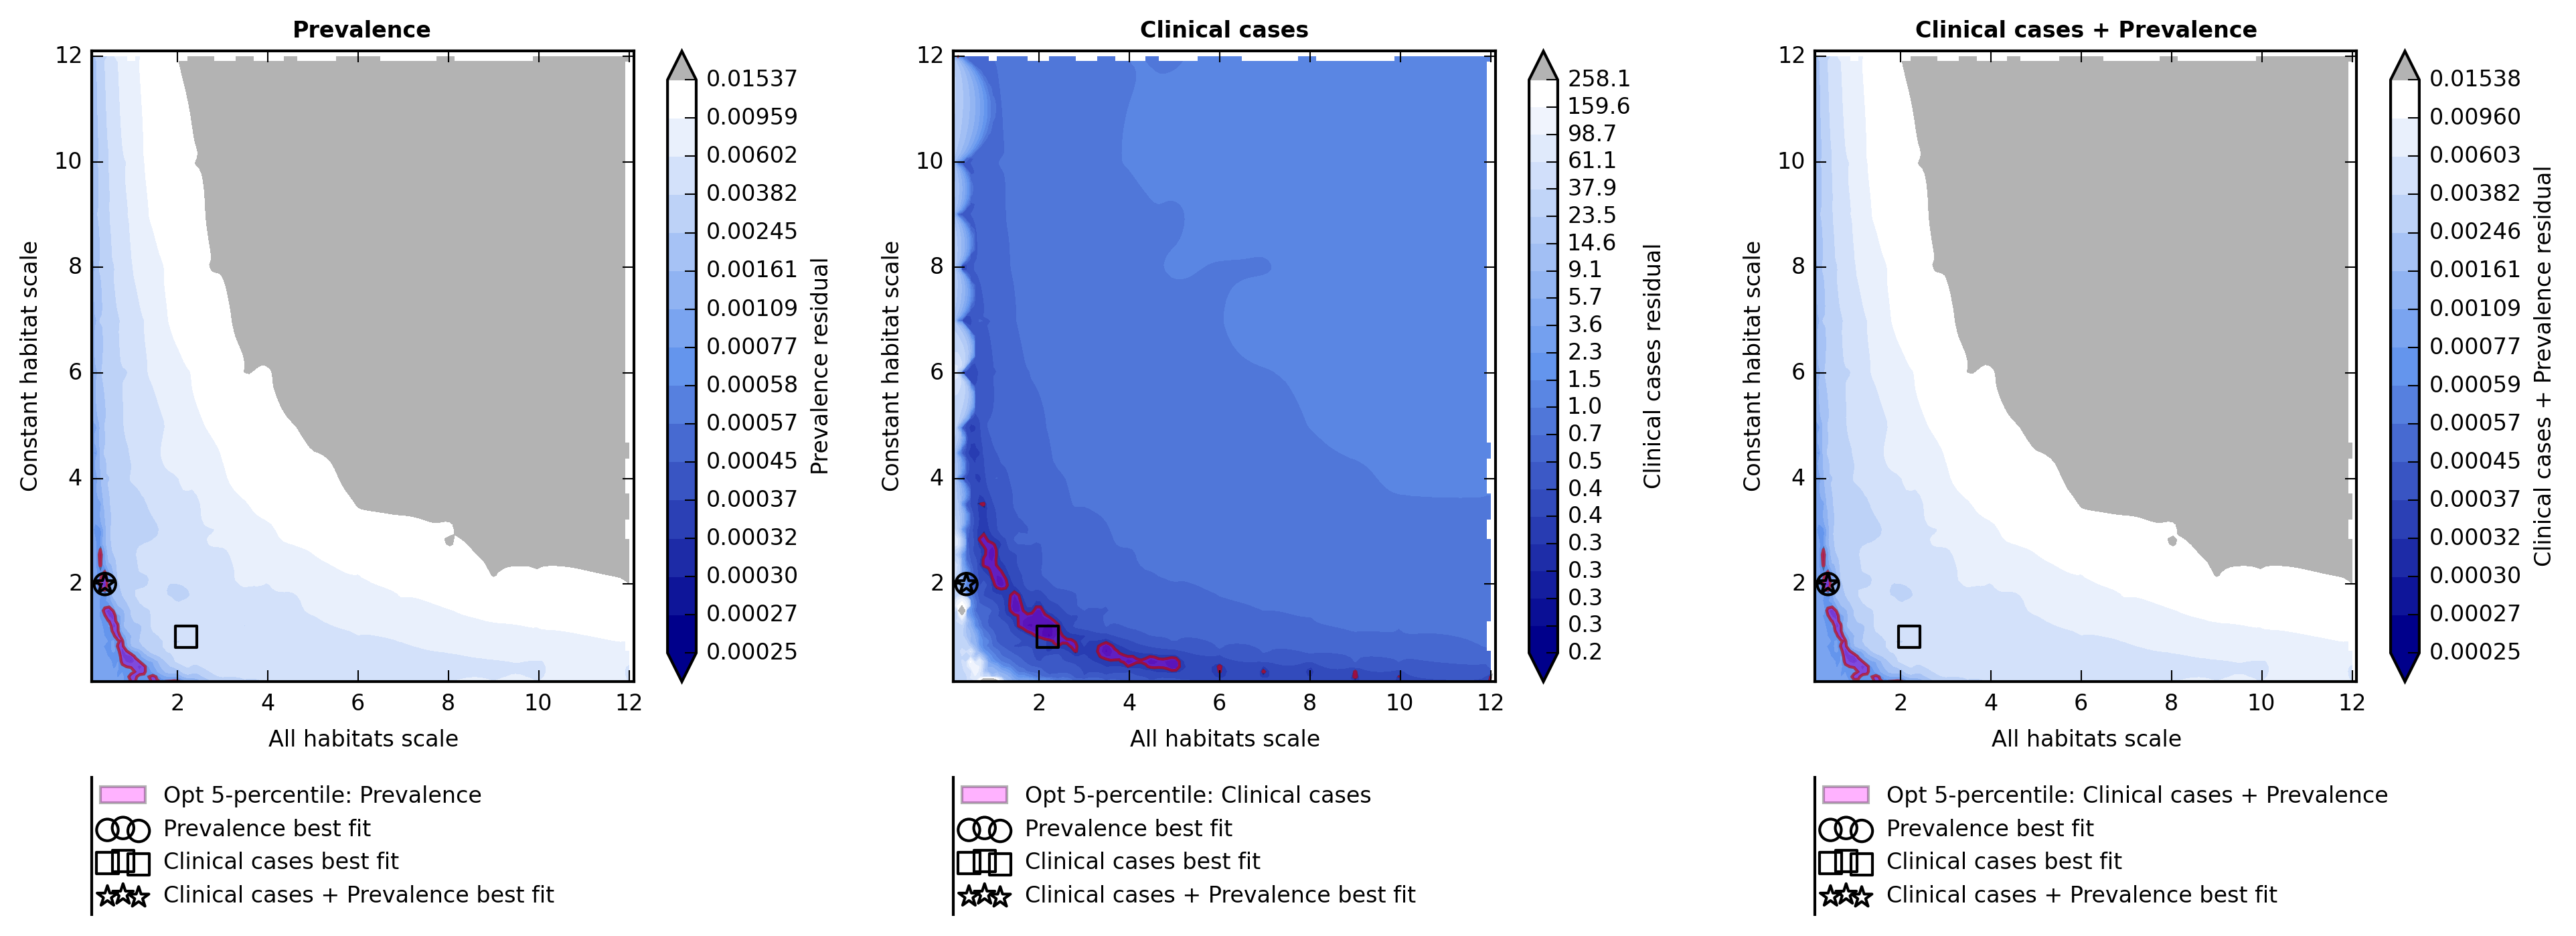 Prevalence
12
10
8
6
4
2
2 4 6 8 10 12
Constant habitat scale
All habitats scale
0.01537
0.00959
0.00602
0.00382
0.00245
0.00161
0.00109
0.00077
0.00058
0.00057
0.00045
0.00037
0.00032
0.00030
0.00027
0.00025
Prevalence residual
Opt 5-percentile: Prevalence
Prevalence best fit
Clinical cases best fit
Clinical cases + Prevalence best fit
Clinical cases
12
10
8
6
4
2
2 4 6 8 10 12
Constant habitat scale
All habitats scale
258.1
159.6
98.7
61.1
37.9
23.5
14.6
9.1
5.7
3.6
2.3
1.5
1.0
0.7
0.5
0.4
0.4
0.3
0.3
0.3
0.3
0.2
Clinical cases residual
Opt 5-percentile: Clinical cases
Prevalence best fit
Clinical cases best fit
Clinical cases + Prevalence best fit
Clinical cases + Prevalence
12
10
8
6
4
2
2 4 6 8 10 12
Constant habitat scale
All habitats scale
0.01538
0.00960
0.00603
0.00382
0.00246
0.00161
0.00109
0.00077
0.00059
0.00057
0.00045
0.00037
0.00032
0.00030
0.00027
0.00025
Clinical cases + Prevalence residual
Opt 5-percentile: Clinical cases + Prevalence
Prevalence best fit
Clinical cases best fit
Clinical cases + Prevalence best fit